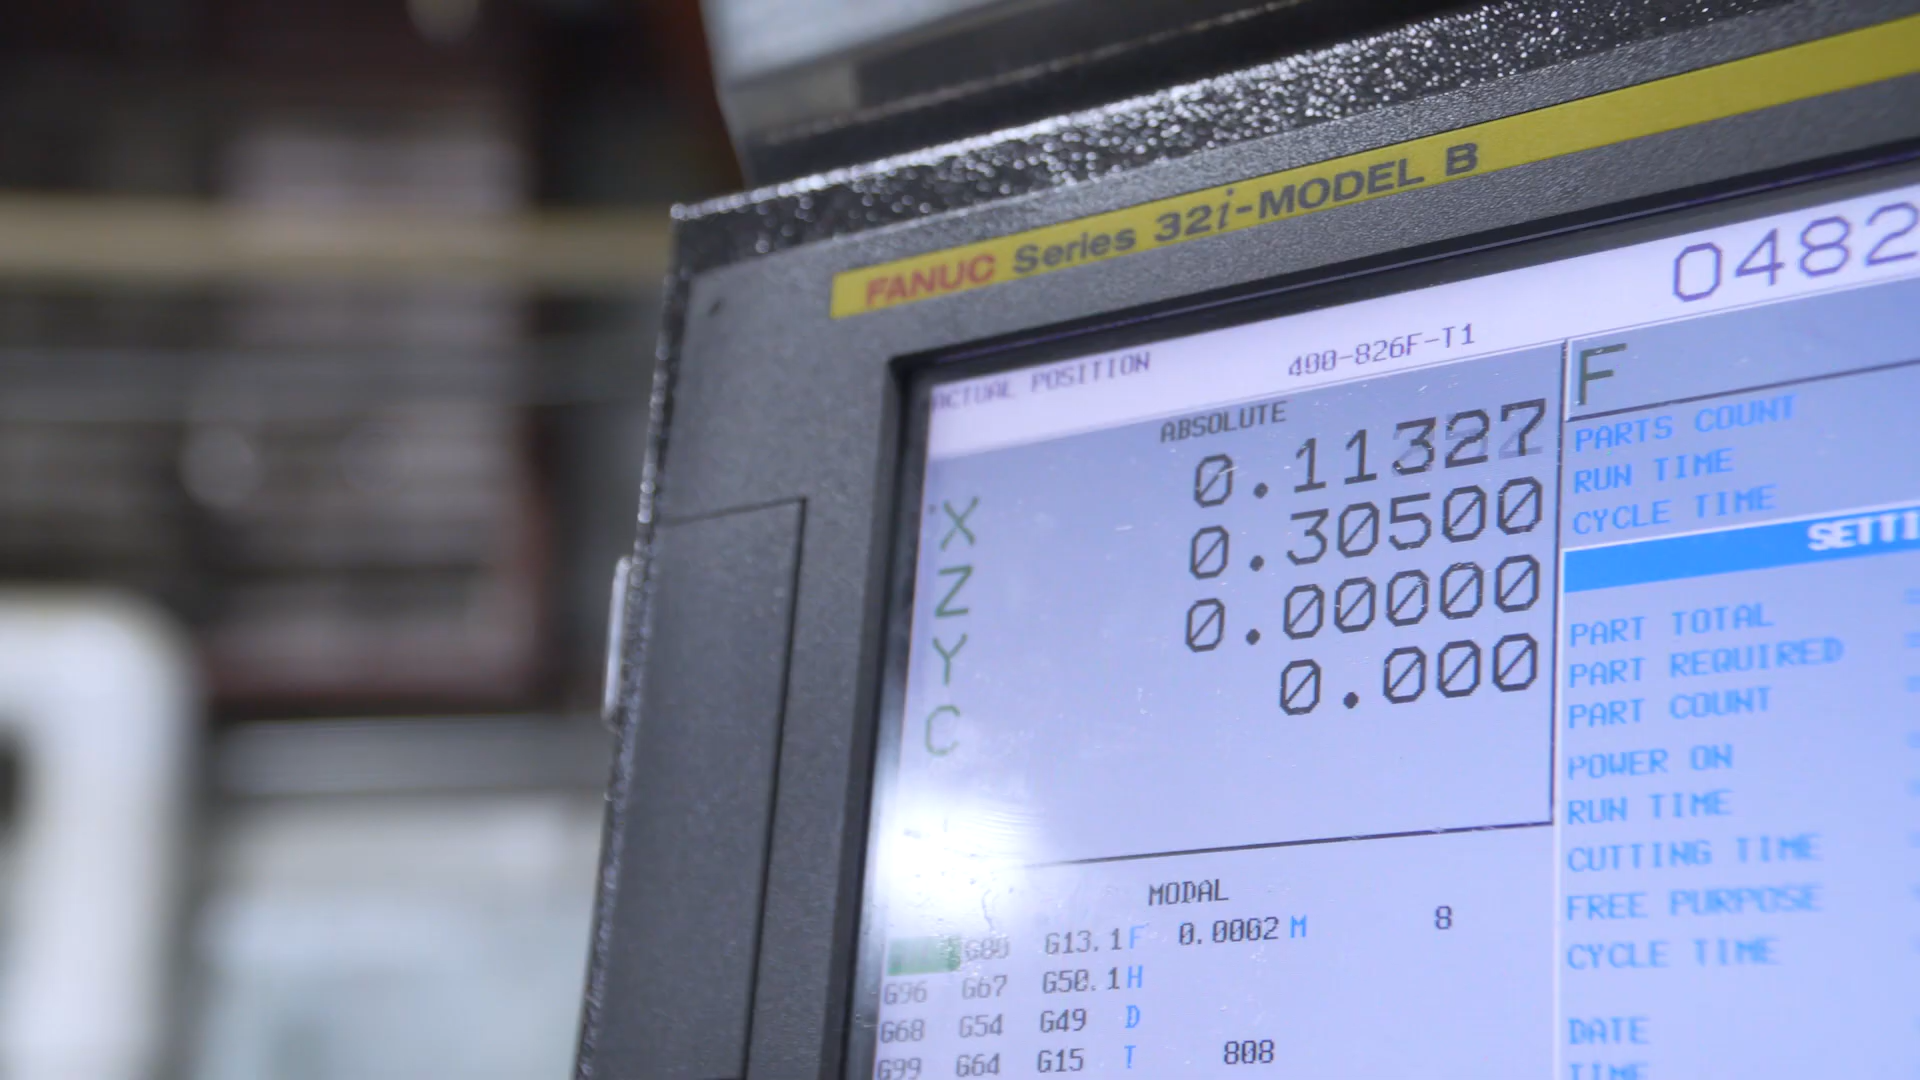 FANUC Series 32i-MODEL B
ACTUAL POSITION
400-826F-T1
0482
ABSOLUTE
X 0.11327
Z 0.30500
Y 0.00000
C 0.000
F
PARTS COUNT
RUN TIME
CYCLE TIME
SETTI
PART TOTAL
PART REQUIRED
PART COUNT
POWER ON
RUN TIME
CUTTING TIME
FREE PURPOSE
CYCLE TIME
DATE
TIME
MODAL
G80 G13.1 F 0.0062 M 8
G96 G67 G50.1 H
G68 G54 G49 D
G99 G64 G15 T 808